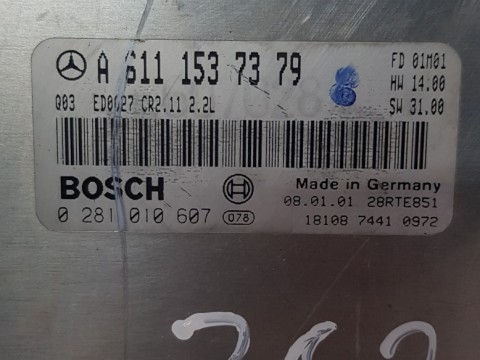 A 611 153 73 79
FD 01M01
HW 14.00
G03 ED0027 CR2.11 2.2L
SW 31.00
BOSCH
Made in Germany
08.01.01 28RTE851
0 281 010 607 078
18108 7441 0972